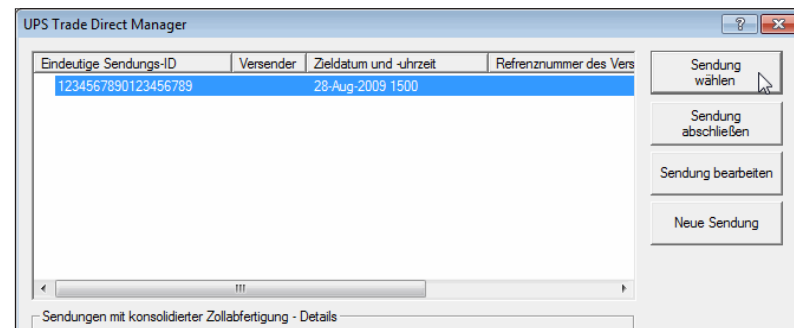 UPS Trade Direct Manager
Eindeutige Sendungs-ID Versender Zieldatum und -uhrzeit Refrenznummer des Vers
1234567890123456789 28-Aug-2009 1500
Sendung
wählen
Sendung
abschließen
Sendung bearbeiten
Neue Sendung
Sendungen mit konsolidierter Zollabfertigung - Details